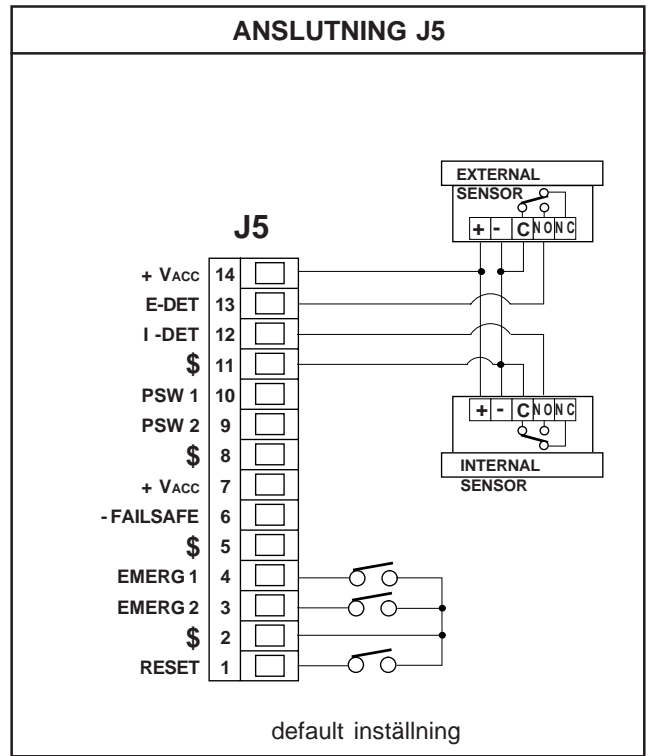 ANSLUTNING J5
EXTERNAL
SENSOR
+ - C NO NC
J5
+ VACC 14
E-DET 13
I -DET 12
$ 11
PSW 1 10
PSW 2 9
$ 8
+ VACC 7
- FAILSAFE 6
$ 5
EMERG 1 4
EMERG 2 3
$ 2
RESET 1
+ - C NO NC
INTERNAL
SENSOR
default inställning